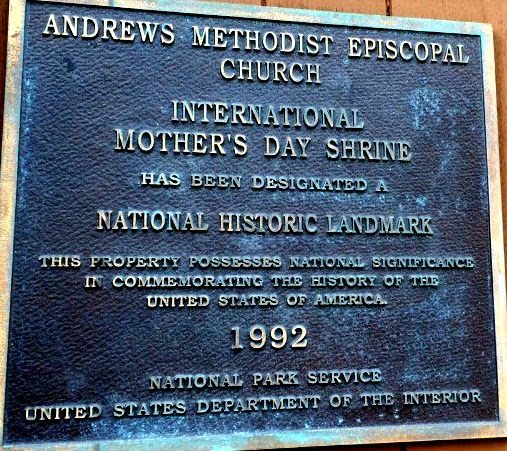 ANDREWS METHODIST EPISCOPAL
CHURCH
INTERNATIONAL
MOTHER'S DAY SHRINE
HAS BEEN DESIGNATED A
NATIONAL HISTORIC LANDMARK
THIS PROPERTY POSSESSES NATIONAL SIGNIFICANCE
IN COMMEMORATING THE HISTORY OF THE
UNITED STATES OF AMERICA.
1992
NATIONAL PARK SERVICE
UNITED STATES DEPARTMENT OF THE INTERIOR